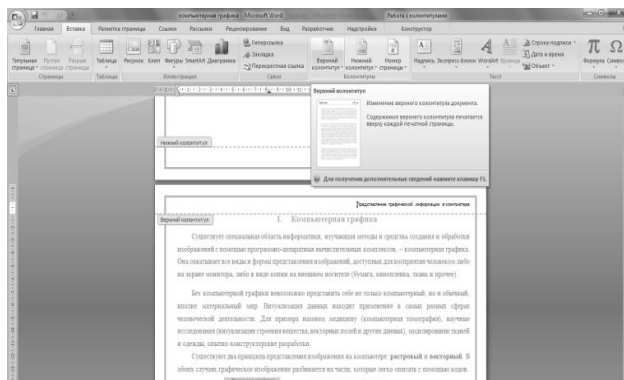 компьютерная графика - Microsoft Word
Работа с колонтитулами
Главная Вставка Разметка страницы Ссылки Рассылки Рецензирование Вид Разработчик Надстройки Конструктор
Титульная страница
Пустая страница
Разрыв страницы
Таблица
Рисунок
Клип
Фигуры
SmartArt
Диаграмма
Гиперссылка
Закладка
Перекрестная ссылка
Верхний колонтитул
Нижний колонтитул
Номер страницы
Надпись
Экспресс-блоки
WordArt
Буквица
Строка подписи
Дата и время
Объект
Формула
Символ
Страницы
Таблицы
Иллюстрации
Связи
Колонтитулы
Текст
Символы
Верхний колонтитул
Изменение верхнего колонтитула документа.
Содержимое верхнего колонтитула печатается
вверху каждой печатной страницы.
Для получения дополнительных сведений нажмите клавишу F1.
Нижний колонтитул
Представление графической информации в компьютере
Верхний колонтитул
I. Компьютерная графика
Существует специальная область информатики, изучающая методы и средства создания и обработки
изображений с помощью программно-аппаратных вычислительных комплексов, – компьютерная графика.
Она охватывает все виды и формы представления изображений, доступных для восприятия человеком либо
на экране монитора, либо в виде копии на внешнем носителе (бумага, кинопленка, ткань и прочее).
Без компьютерной графики невозможно представить себе не только компьютерный, но и обычный,
вполне материальный мир. Визуализация данных находит применение в самых разных сферах
человеческой деятельности. Для примера назовем медицину (компьютерная томография), научные
исследования (визуализация строения вещества, векторных полей и других данных), моделирование тканей
и одежды, опытно-конструкторские разработки.
Существуют два принципа представления изображения на компьютере: растровый и векторный. В
обоих случаях графическое изображение разбивается на части, которые легко описать с помощью кодов.